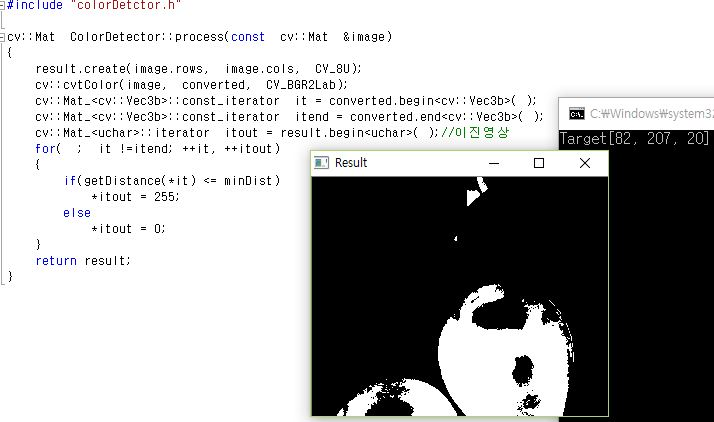 #include "colorDetctor.h"
cv::Mat ColorDetector::process(const cv::Mat &image)
{
result.create(image.rows, image.cols, CV_8U);
cv::cvtColor(image, converted, CV_BGR2Lab);
cv::Mat_<cv::Vec3b>::const_iterator it = converted.begin<cv::Vec3b>( );
cv::Mat_<cv::Vec3b>::const_iterator itend = converted.end<cv::Vec3b>( );
cv::Mat_<uchar>::iterator itout = result.begin<uchar>( );//이진영상
for( ; it !=itend; ++it, ++itout)
{
if(getDistance(*it) <= minDist)
*itout = 255;
else
*itout = 0;
}
return result;
}
Result
C:₩Windows₩system32
Target[82, 207, 20]